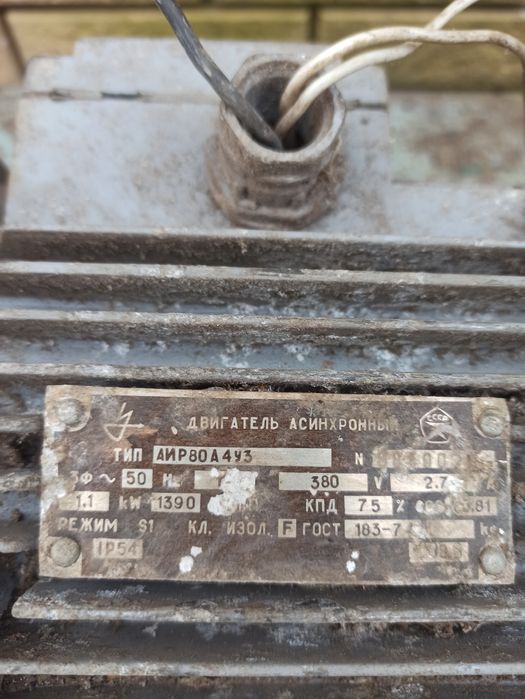 ДВИГАТЕЛЬ АСИНХРОННЫЙ
СССР
ТИП АИР80А4У3 N
3Ф ~ 50 H 380 V 2.7
1.1 kW 1390 КПД 75 %
РЕЖИМ S1 КЛ. ИЗОЛ. F ГОСТ 183-7
IP54